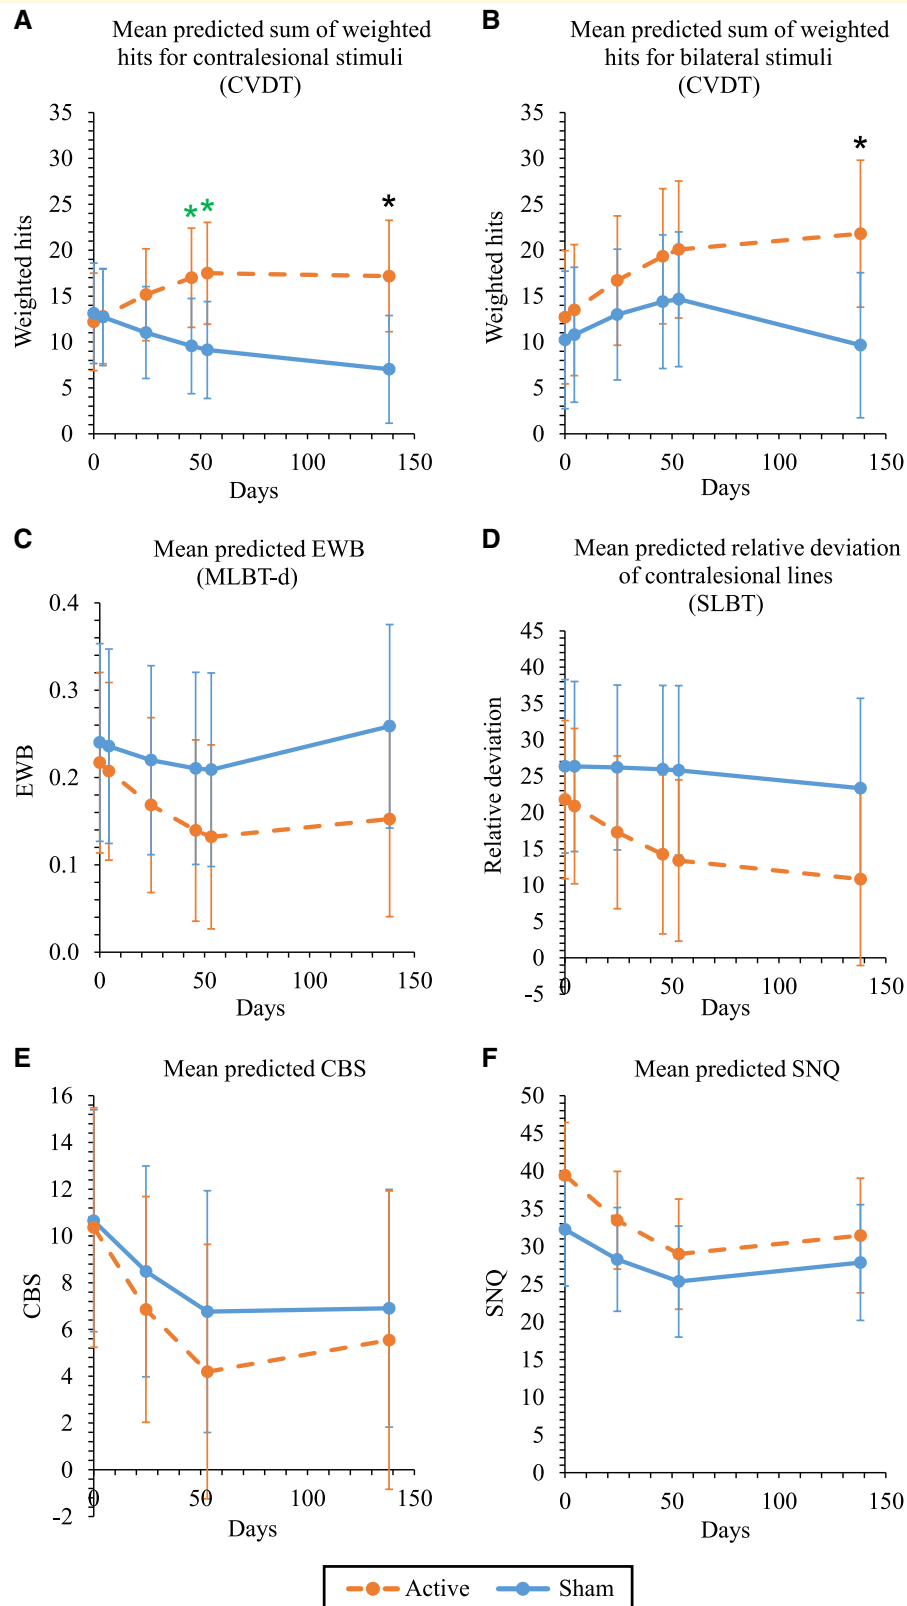 A
Mean predicted sum of weighted
hits for contralesional stimuli
(CVDT)
35
30
25
20
15
10
5
0
Weighted hits
* * *
0 50 100 150
Days
B
Mean predicted sum of weighted
hits for bilateral stimuli
(CVDT)
35
30
25
20
15
10
5
0
Weighted hits
*
0 50 100 150
Days
C
Mean predicted EWB
(MLBT-d)
0.4
0.3
0.2
0.1
0.0
EWB
0 50 100 150
Days
D
Mean predicted relative deviation
of contralesional lines
(SLBT)
45
40
35
30
25
20
15
10
5
0
-5
Relative deviation
0 50 100 150
Days
E
Mean predicted CBS
16
14
12
10
8
6
4
2
0
-2
CBS
0 50 100 150
Days
F
Mean predicted SNQ
50
45
40
35
30
25
20
15
10
5
0
SNQ
0 50 100 150
Days
Active Sham